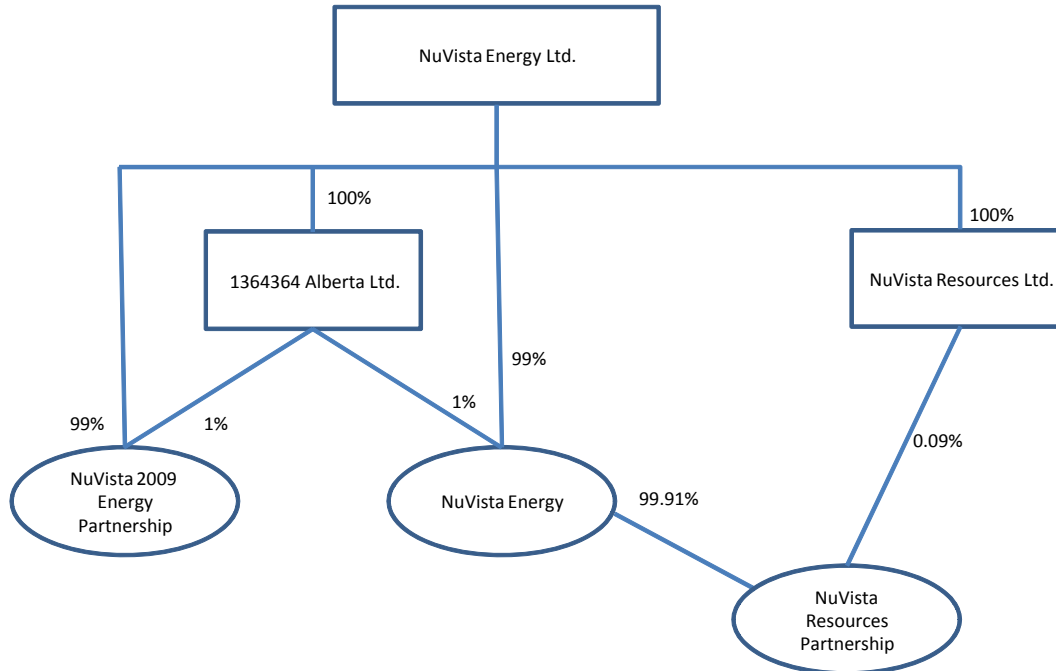 NuVista Energy Ltd.
100%
100%
1364364 Alberta Ltd.
NuVista Resources Ltd.
99%
1%
99%
1%
0.09%
NuVista 2009
Energy
Partnership
NuVista Energy
99.91%
NuVista
Resources
Partnership